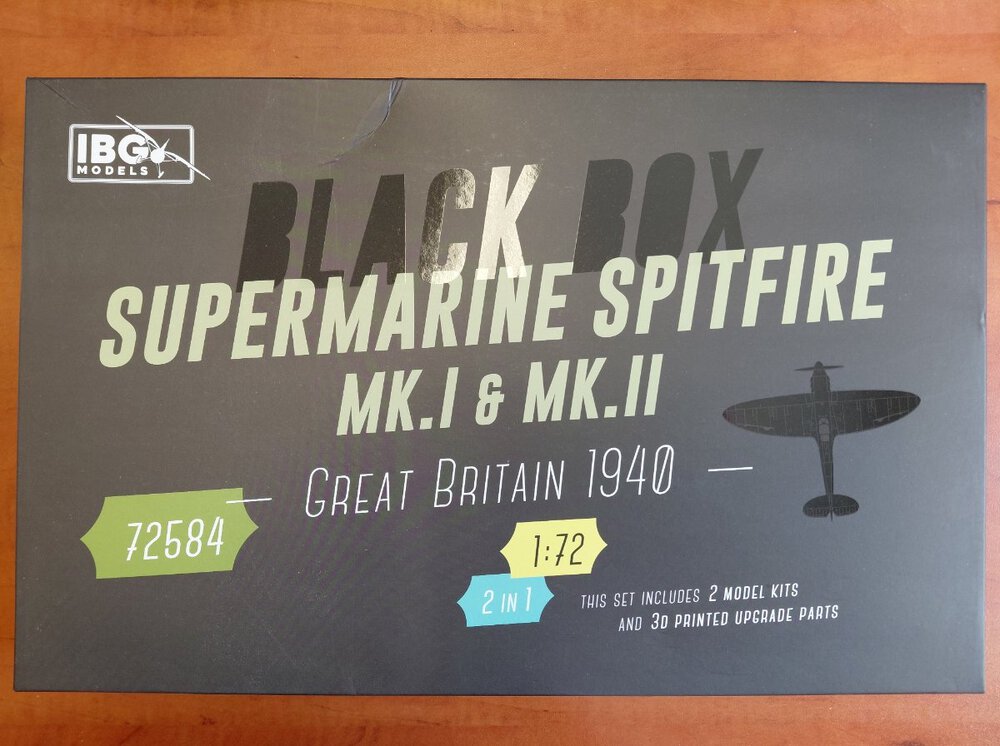 IBG
MODELS
BLACK BOX
SUPERMARINE SPITFIRE
MK.I & MK.II
— GREAT BRITAIN 1940 —
72584
1:72
2 IN 1
THIS SET INCLUDES 2 MODEL KITS
AND 3D PRINTED UPGRADE PARTS